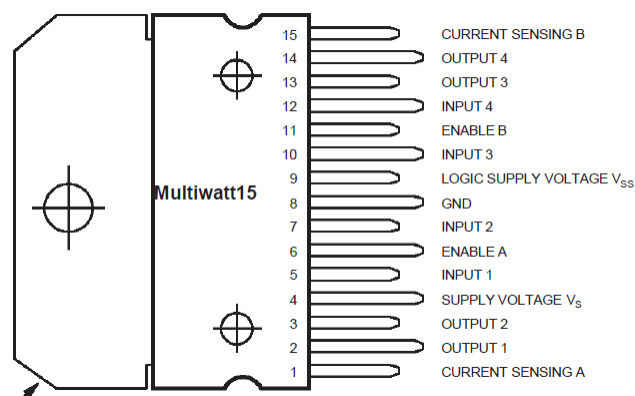 15 CURRENT SENSING B
14 OUTPUT 4
13 OUTPUT 3
12 INPUT 4
11 ENABLE B
10 INPUT 3
Multiwatt15
9 LOGIC SUPPLY VOLTAGE VSS
8 GND
7 INPUT 2
6 ENABLE A
5 INPUT 1
4 SUPPLY VOLTAGE VS
3 OUTPUT 2
2 OUTPUT 1
1 CURRENT SENSING A